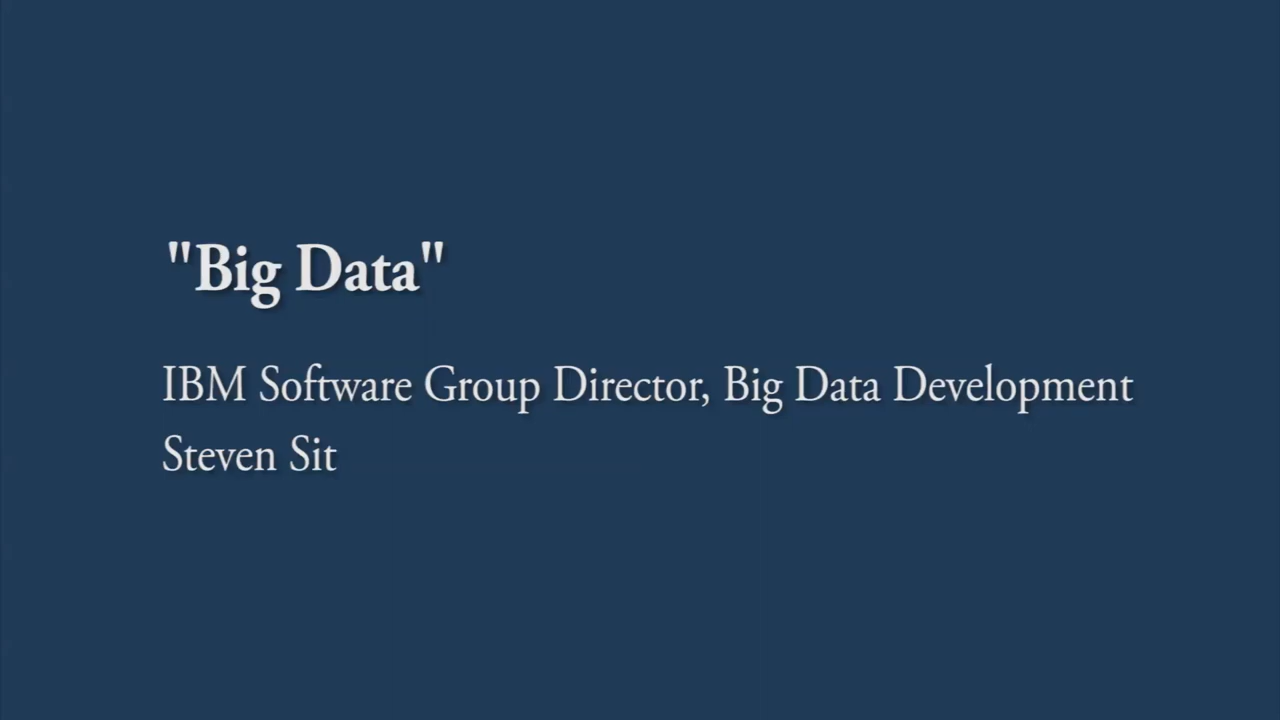 "Big Data"
IBM Software Group Director, Big Data Development
Steven Sit